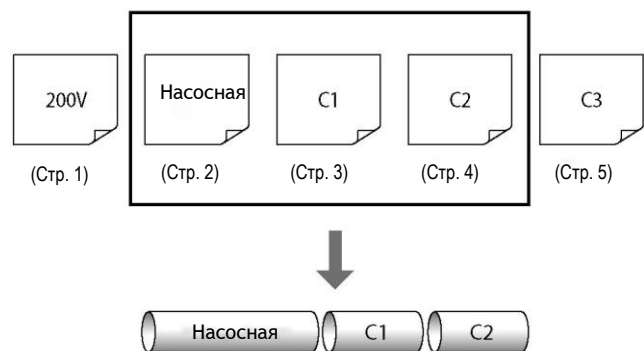 200V Насосная C1 C2 C3
(Стр. 1) (Стр. 2) (Стр. 3) (Стр. 4) (Стр. 5)
Насосная C1 C2